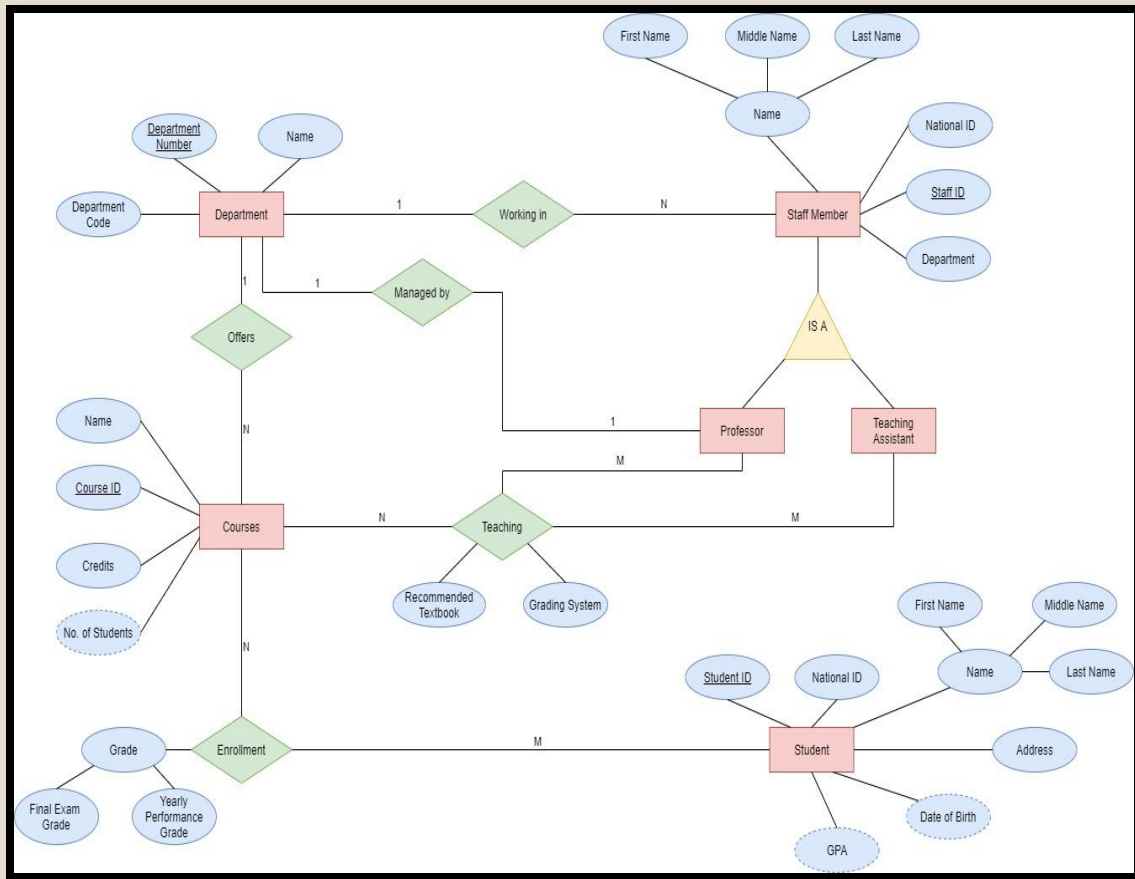 First Name
Middle Name
Last Name
Name
Department
Number
Name
National ID
Department
Code
Department
1
Working in
N
Staff Member
Staff ID
Department
1
1
Managed by
Offers
IS A
Name
N
1
Professor
Teaching
Assistant
M
Course ID
Courses
N
Teaching
M
Credits
Recommended
Textbook
Grading System
No. of Students
N
First Name
Middle Name
Student ID
National ID
Name
Last Name
Grade
Enrollment
M
Student
Address
Final Exam
Grade
Yearly
Performance
Grade
Date of Birth
GPA